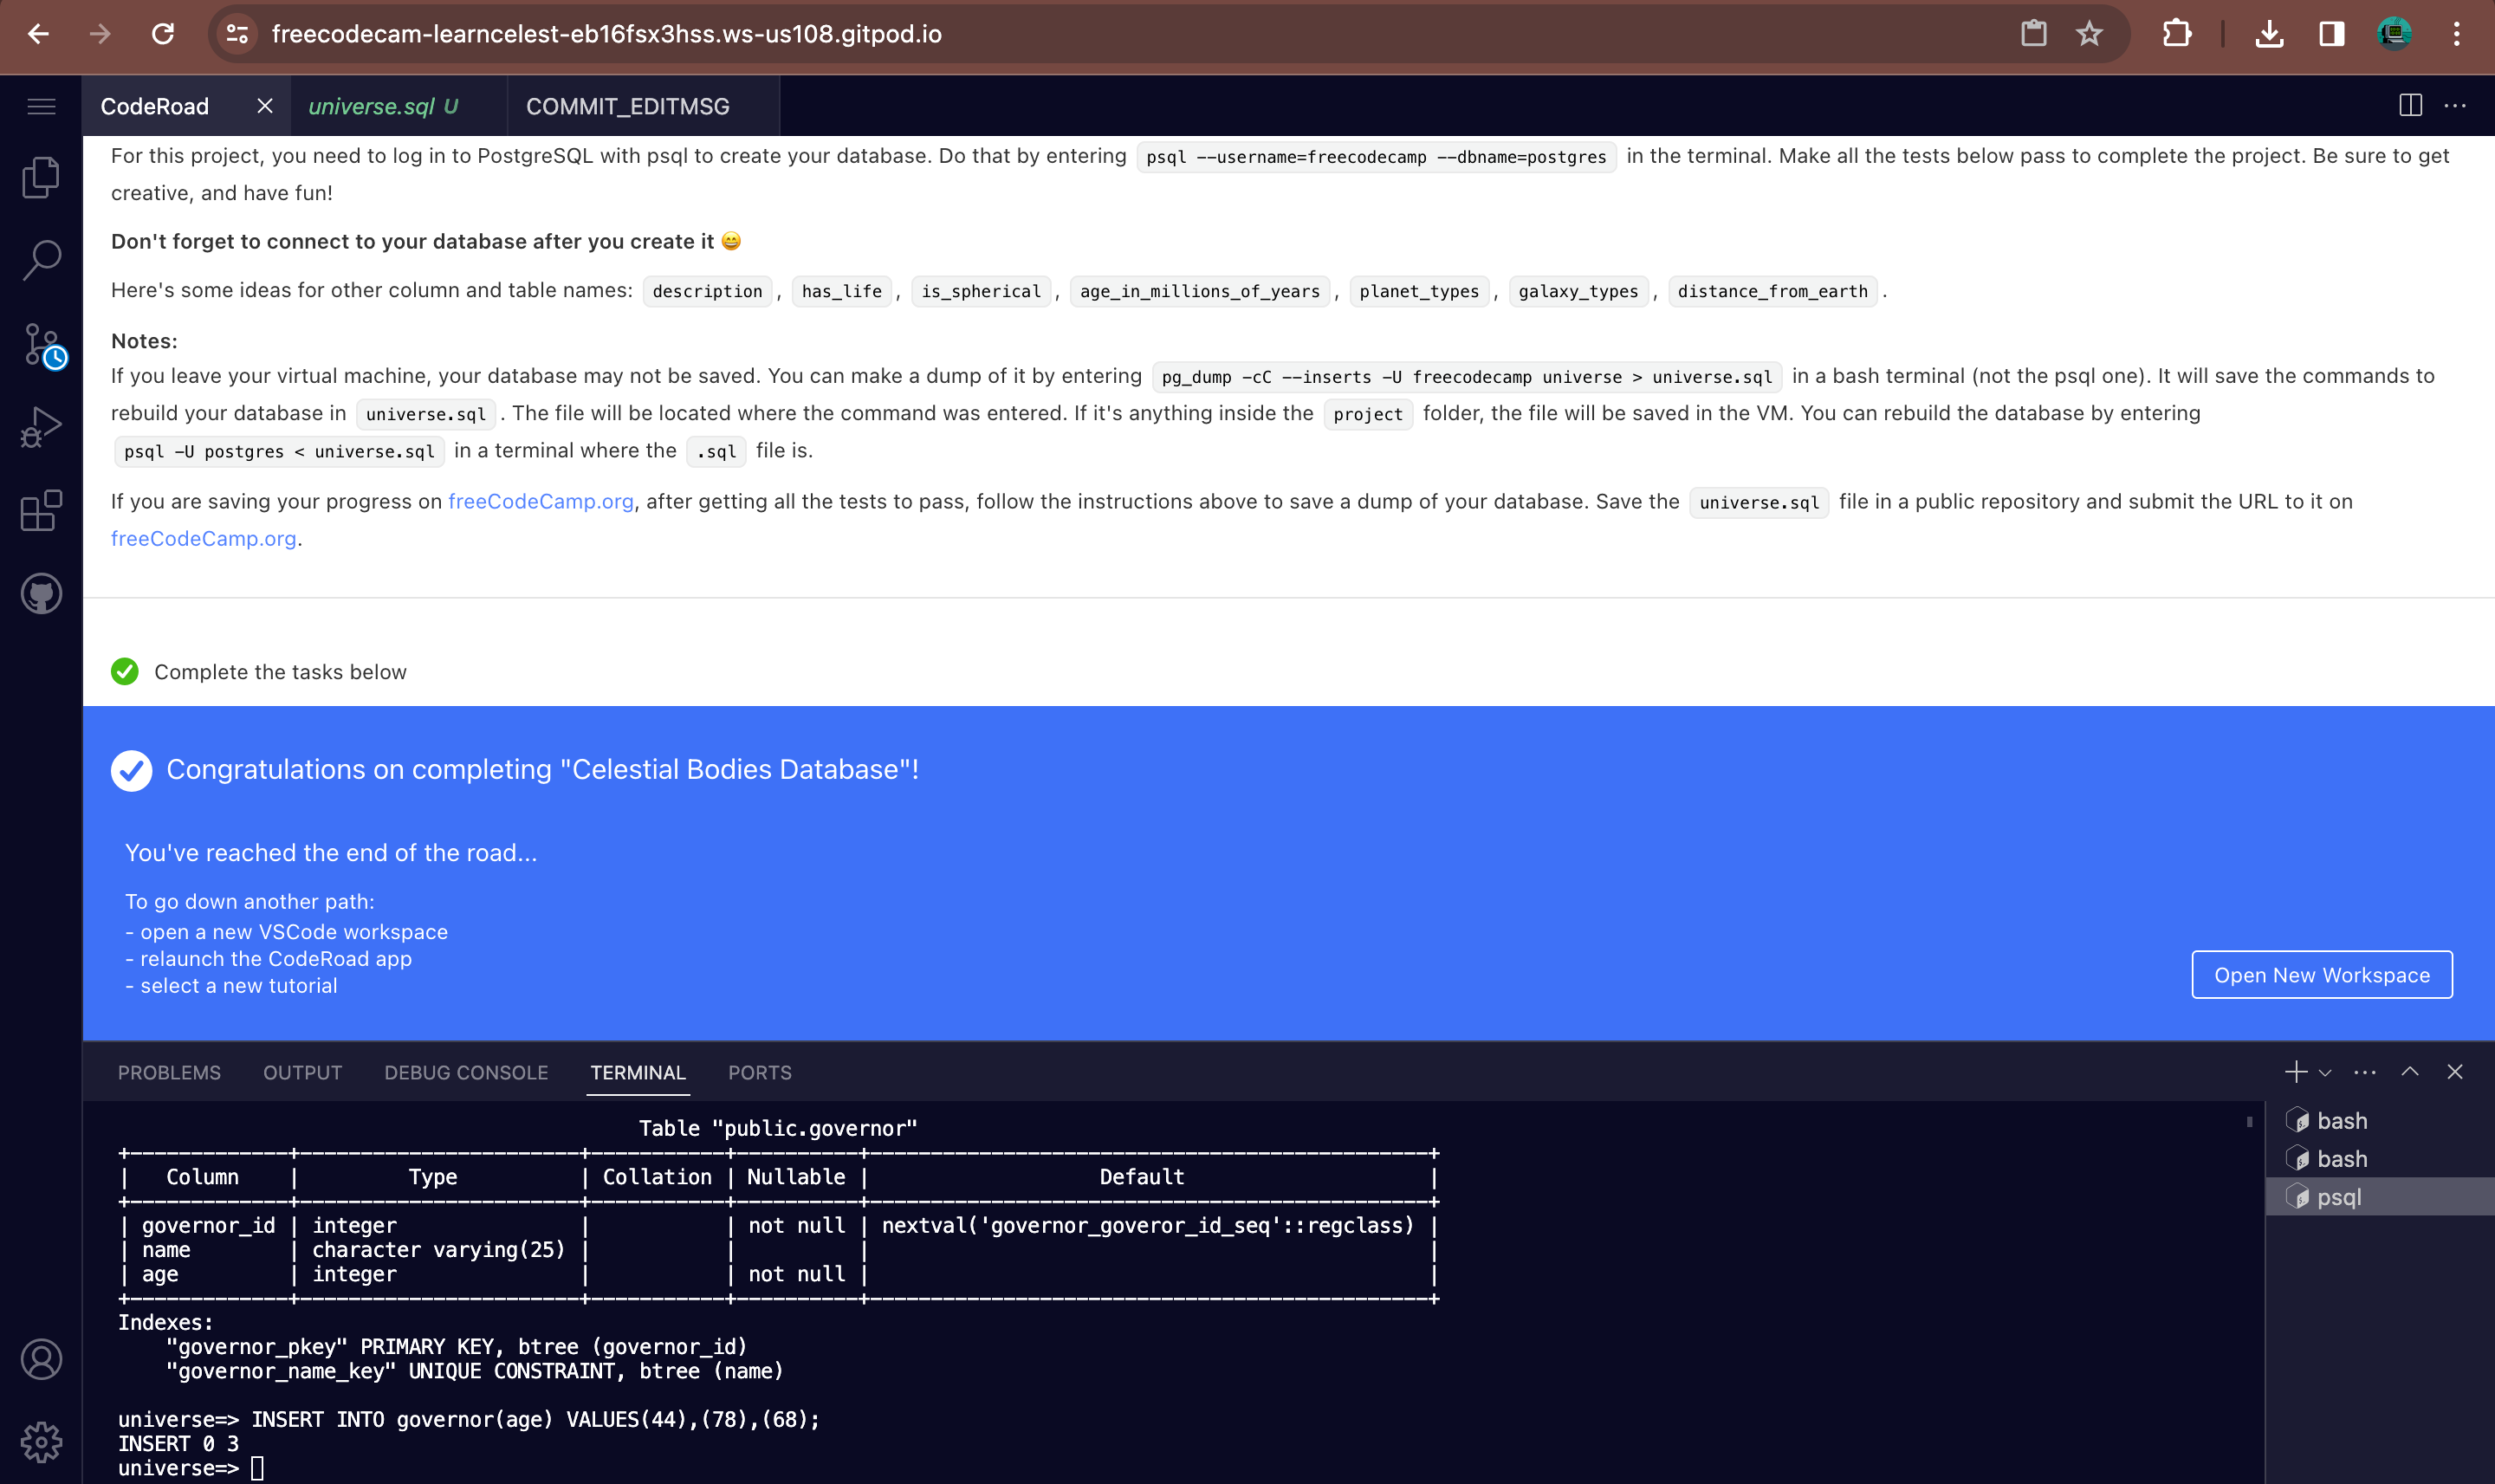 freecodecam-learncelest-eb16fsx3hss.ws-us108.gitpod.io
CodeRoad
universe.sql U
COMMIT_EDITMSG
For this project, you need to log in to PostgreSQL with psql to create your database. Do that by entering psql --username=freecodecamp --dbname=postgres in the terminal. Make all the tests below pass to complete the project. Be sure to get
creative, and have fun!
Don't forget to connect to your database after you create it 😄
Here's some ideas for other column and table names: description, has_life, is_spherical, age_in_millions_of_years, planet_types, galaxy_types, distance_from_earth.
Notes:
If you leave your virtual machine, your database may not be saved. You can make a dump of it by entering pg_dump -cC --inserts -U freecodecamp universe > universe.sql in a bash terminal (not the psql one). It will save the commands to
rebuild your database in universe.sql. The file will be located where the command was entered. If it's anything inside the project folder, the file will be saved in the VM. You can rebuild the database by entering
psql -U postgres < universe.sql in a terminal where the .sql file is.
If you are saving your progress on freeCodeCamp.org, after getting all the tests to pass, follow the instructions above to save a dump of your database. Save the universe.sql file in a public repository and submit the URL to it on
freeCodeCamp.org.
Complete the tasks below
Congratulations on completing "Celestial Bodies Database"!
You've reached the end of the road...
To go down another path:
- open a new VSCode workspace
- relaunch the CodeRoad app
- select a new tutorial
Open New Workspace
PROBLEMS OUTPUT DEBUG CONSOLE TERMINAL PORTS
Table "public.governor"
+-------------+-----------------------+-----------+----------+----------------------------------------------+
| Column | Type | Collation | Nullable | Default |
+-------------+-----------------------+-----------+----------+----------------------------------------------+
| governor_id | integer | | not null | nextval('governor_goveror_id_seq'::regclass) |
| name | character varying(25) | | | |
| age | integer | | not null | |
+-------------+-----------------------+-----------+----------+----------------------------------------------+
Indexes:
"governor_pkey" PRIMARY KEY, btree (governor_id)
"governor_name_key" UNIQUE CONSTRAINT, btree (name)
universe=> INSERT INTO governor(age) VALUES(44),(78),(68);
INSERT 0 3
universe=>
bash
bash
psql